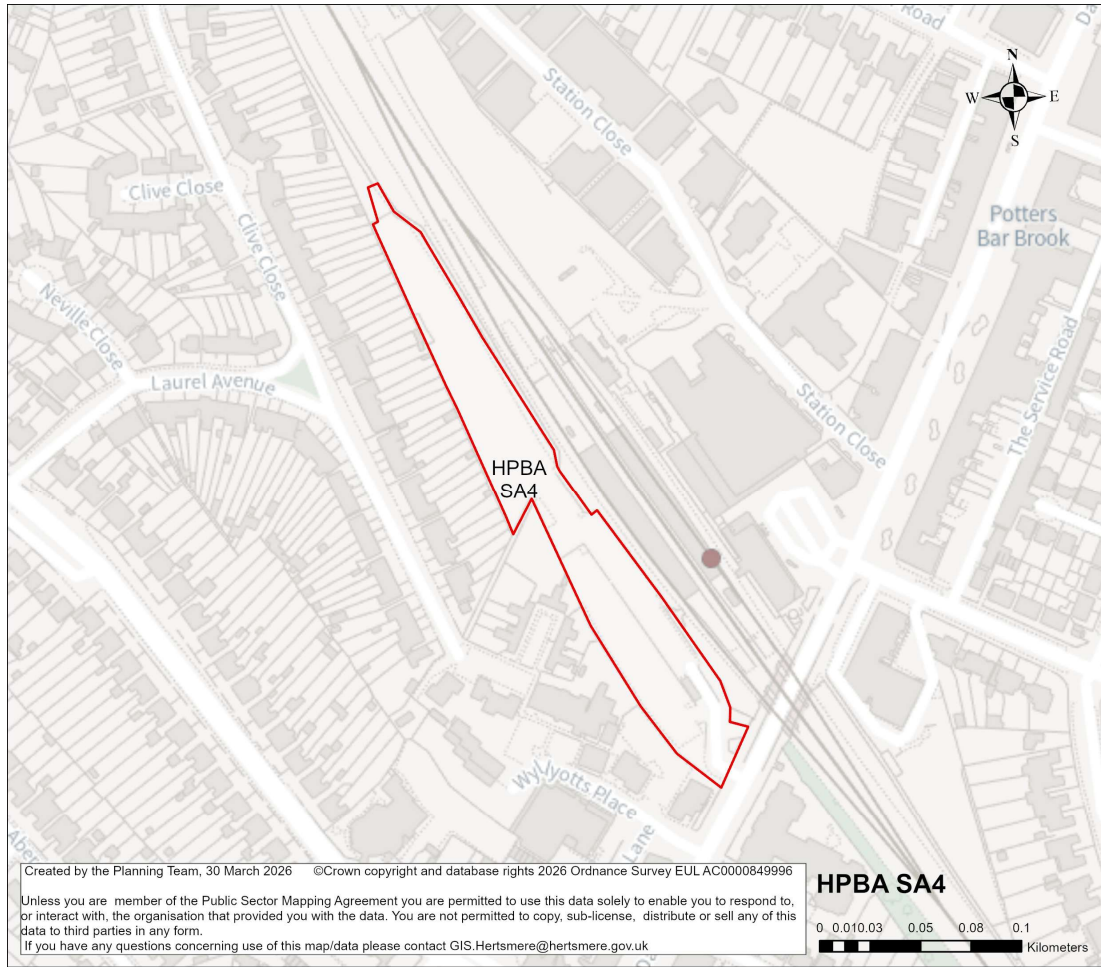 Road
Da
N
W
E
S
Station Close
Clive Close
Clive Close
Potters
Bar Brook
Neville Close
Laurel Avenue
The Service Road
Station Close
HPBA
SA4
Wyllyotts Place
Lane
Da
Aber
Created by the Planning Team, 30 March 2026 ©Crown copyright and database rights 2026 Ordnance Survey EUL AC0000849996
Unless you are member of the Public Sector Mapping Agreement you are permitted to use this data solely to enable you to respond to,
or interact with, the organisation that provided you with the data. You are not permitted to copy, sub-license, distribute or sell any of this
data to third parties in any form.
If you have any questions concerning use of this map/data please contact GIS.Hertsmere@hertsmere.gov.uk
HPBA SA4
0 0.01 0.03 0.05 0.08 0.1
Kilometers